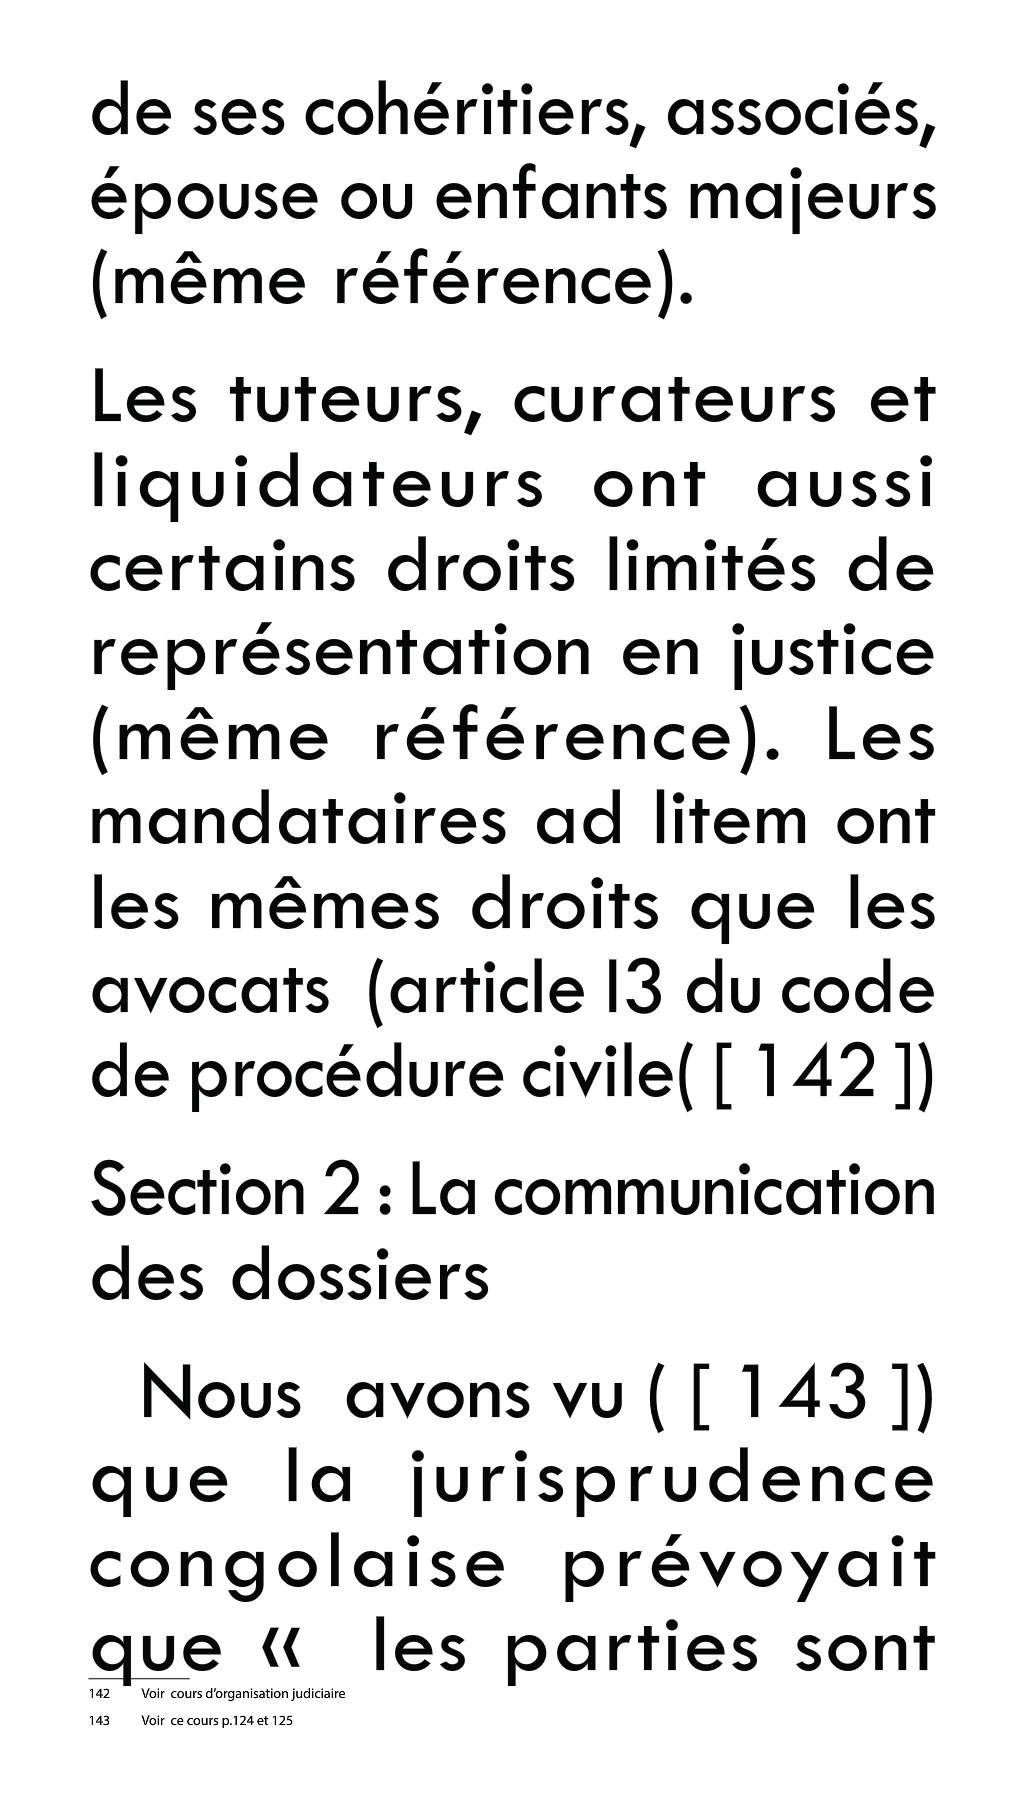 de ses cohéritiers, associés,
épouse ou enfants majeurs
(même référence).
Les tuteurs, curateurs et
liquidateurs ont aussi
certains droits limités de
représentation en justice
(même référence). Les
mandataires ad litem ont
les mêmes droits que les
avocats (article l3 du code
de procédure civile( [ 142 ])
Section 2 : La communication
des dossiers
Nous avons vu ( [ 143 ])
que la jurisprudence
congolaise prévoyait
que « les parties sont
142 Voir cours d’organisation judiciaire
143 Voir ce cours p.124 et 125